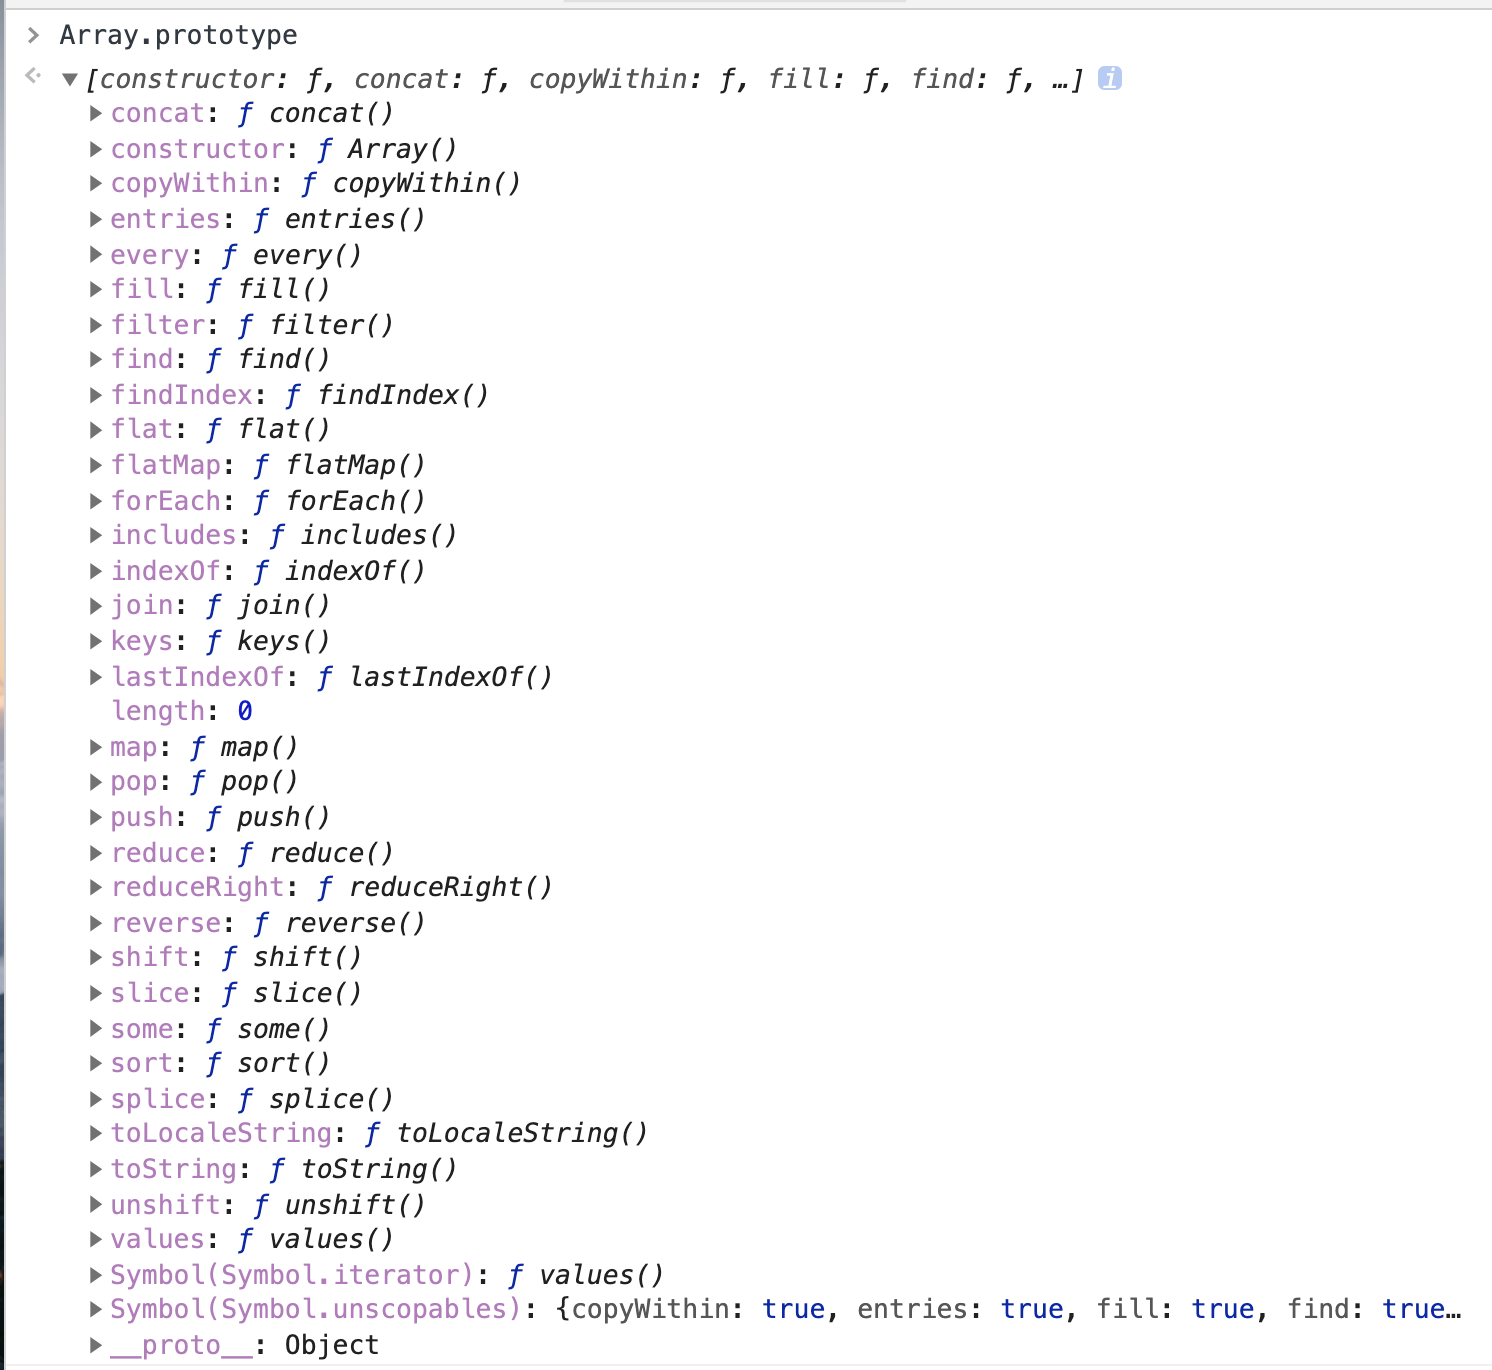 > Array.prototype
[constructor: ƒ, concat: ƒ, copyWithin: ƒ, fill: ƒ, find: ƒ, …] i
concat: ƒ concat()
constructor: ƒ Array()
copyWithin: ƒ copyWithin()
entries: ƒ entries()
every: ƒ every()
fill: ƒ fill()
filter: ƒ filter()
find: ƒ find()
findIndex: ƒ findIndex()
flat: ƒ flat()
flatMap: ƒ flatMap()
forEach: ƒ forEach()
includes: ƒ includes()
indexOf: ƒ indexOf()
join: ƒ join()
keys: ƒ keys()
lastIndexOf: ƒ lastIndexOf()
length: 0
map: ƒ map()
pop: ƒ pop()
push: ƒ push()
reduce: ƒ reduce()
reduceRight: ƒ reduceRight()
reverse: ƒ reverse()
shift: ƒ shift()
slice: ƒ slice()
some: ƒ some()
sort: ƒ sort()
splice: ƒ splice()
toLocaleString: ƒ toLocaleString()
toString: ƒ toString()
unshift: ƒ unshift()
values: ƒ values()
Symbol(Symbol.iterator): ƒ values()
Symbol(Symbol.unscopables): {copyWithin: true, entries: true, fill: true, find: true…
__proto__: Object